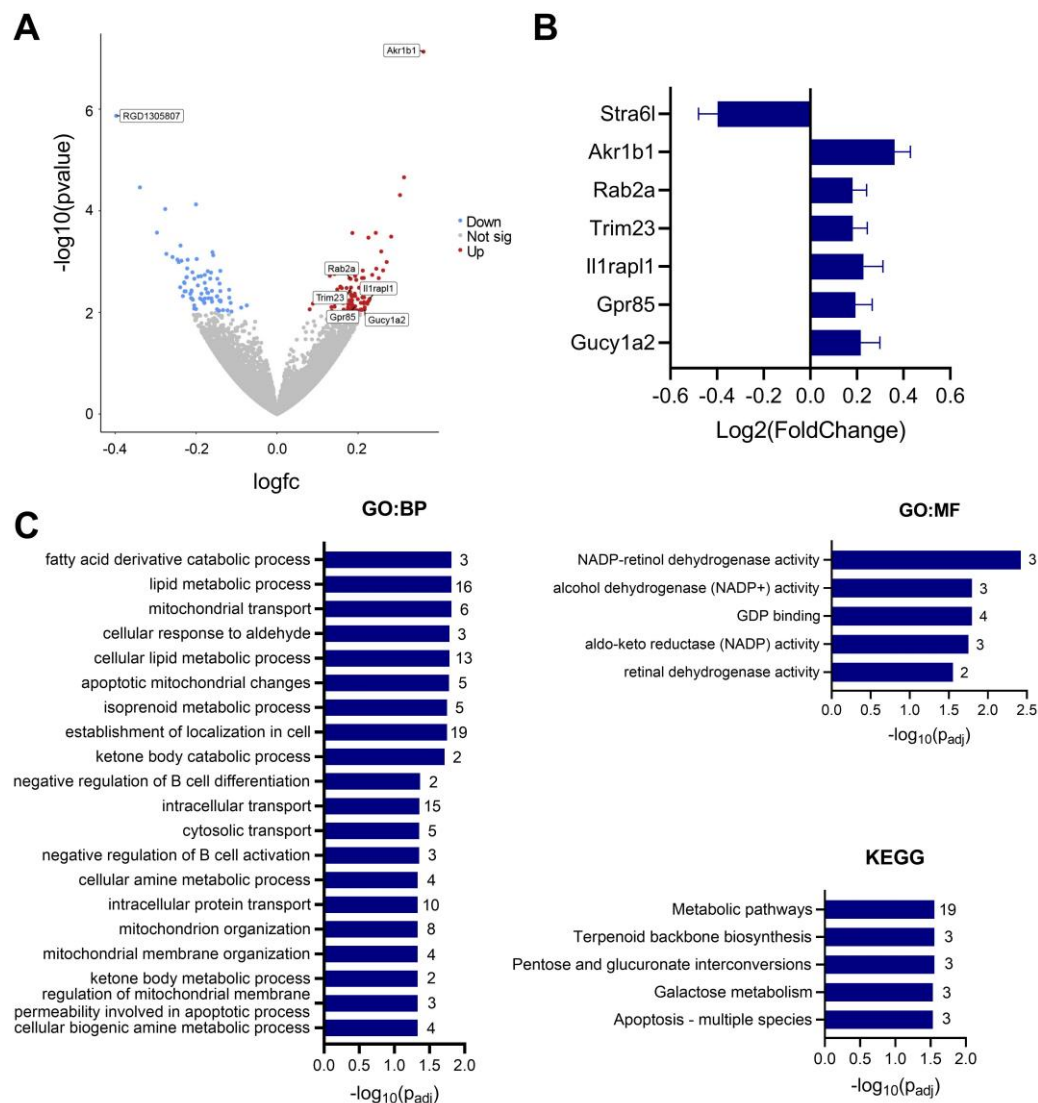 A
-log10(pvalue)
6
4
2
0
Akr1b1
RGD1305807
Rab2a
Il1rapl1
Trim23
Gpr85
Gucy1a2
Down
Not sig
Up
-0.4
-0.2
0.0
0.2
logfc
B
Stra6l
Akr1b1
Rab2a
Trim23
Il1rapl1
Gpr85
Gucy1a2
-0.6 -0.4 -0.2 0.0 0.2 0.4 0.6
Log2(FoldChange)
C
GO:BP
fatty acid derivative catabolic process 3
lipid metabolic process 16
mitochondrial transport 6
cellular response to aldehyde 3
cellular lipid metabolic process 13
apoptotic mitochondrial changes 5
isoprenoid metabolic process 5
establishment of localization in cell 19
ketone body catabolic process 2
negative regulation of B cell differentiation 2
intracellular transport 15
cytosolic transport 5
negative regulation of B cell activation 3
cellular amine metabolic process 4
intracellular protein transport 10
mitochondrion organization 8
mitochondrial membrane organization 4
ketone body metabolic process 2
regulation of mitochondrial membrane
permeability involved in apoptotic process 3
cellular biogenic amine metabolic process 4
0.0 0.5 1.0 1.5 2.0
-log10(padj)
GO:MF
NADP-retinol dehydrogenase activity 3
alcohol dehydrogenase (NADP+) activity 3
GDP binding 4
aldo-keto reductase (NADP) activity 3
retinal dehydrogenase activity 2
0.0 0.5 1.0 1.5 2.0 2.5
-log10(padj)
KEGG
Metabolic pathways 19
Terpenoid backbone biosynthesis 3
Pentose and glucuronate interconversions 3
Galactose metabolism 3
Apoptosis - multiple species 3
0.0 0.5 1.0 1.5 2.0
-log10(padj)